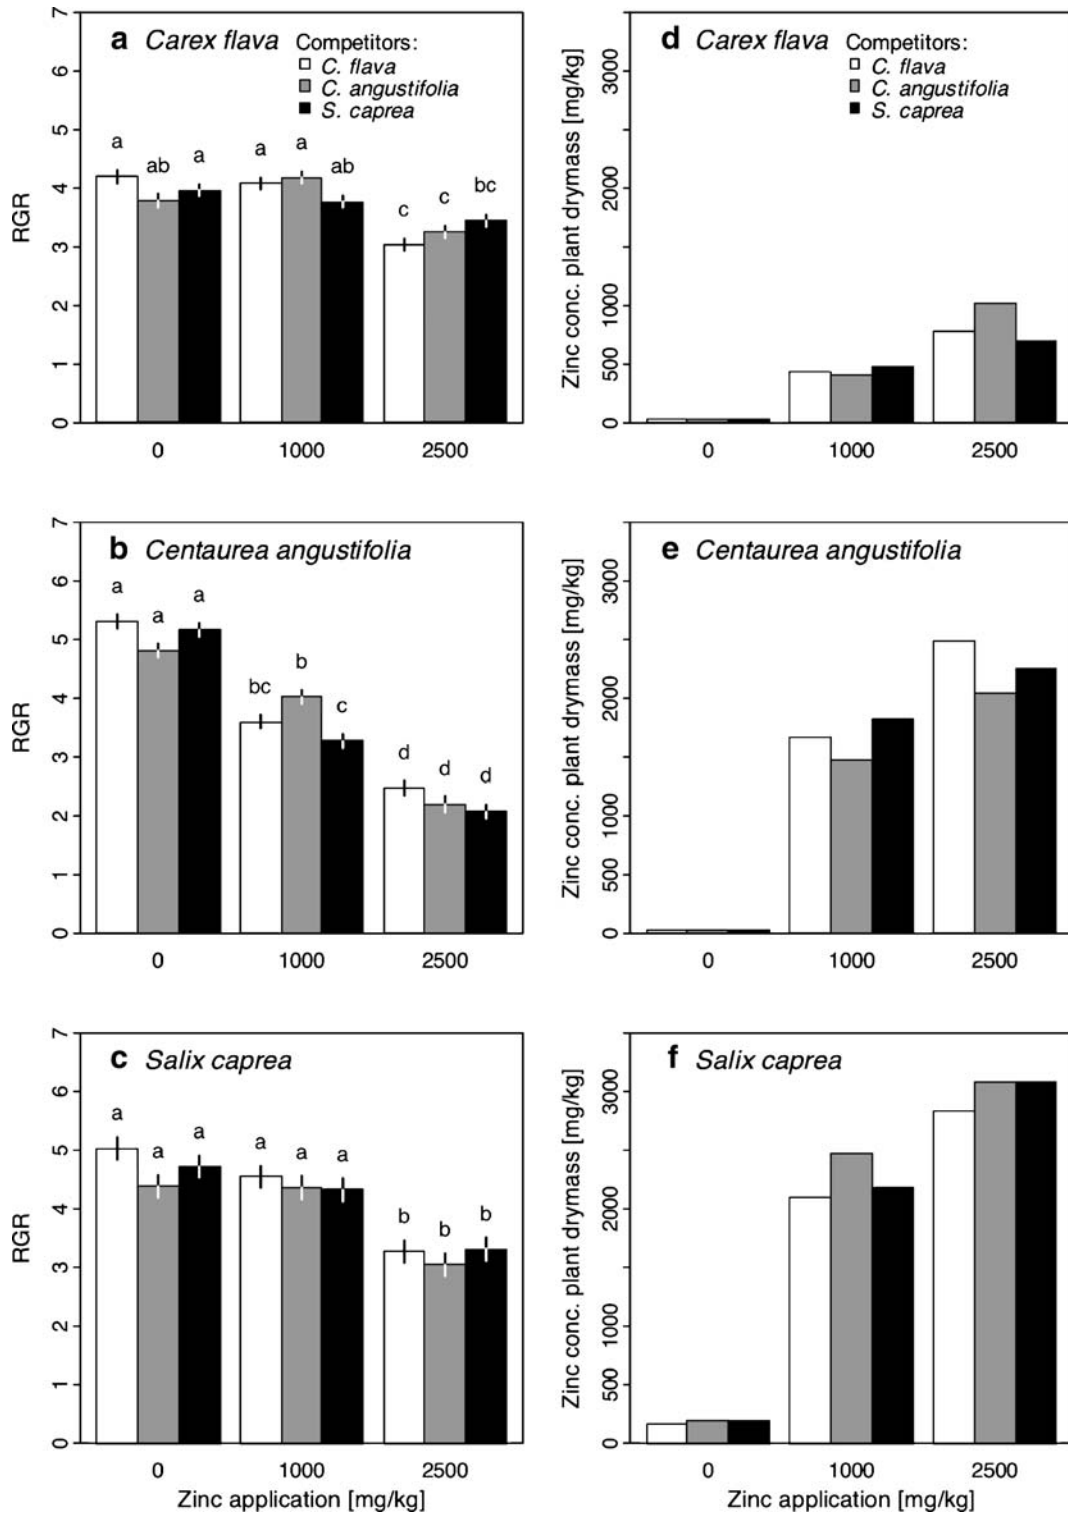 a Carex flava
Competitors:
C. flava
C. angustifolia
S. caprea
RGR
0 1 2 3 4 5 6 7
a ab a a a ab c c bc
0 1000 2500
d Carex flava
Competitors:
C. flava
C. angustifolia
S. caprea
Zinc conc. plant drymass [mg/kg]
0 500 1000 2000 3000
0 1000 2500
b Centaurea angustifolia
RGR
0 1 2 3 4 5 6 7
a a a bc b c d d d
0 1000 2500
e Centaurea angustifolia
Zinc conc. plant drymass [mg/kg]
0 500 1000 2000 3000
0 1000 2500
c Salix caprea
RGR
0 1 2 3 4 5 6 7
a a a a a a b b b
0 1000 2500
Zinc application [mg/kg]
f Salix caprea
Zinc conc. plant drymass [mg/kg]
0 500 1000 2000 3000
0 1000 2500
Zinc application [mg/kg]